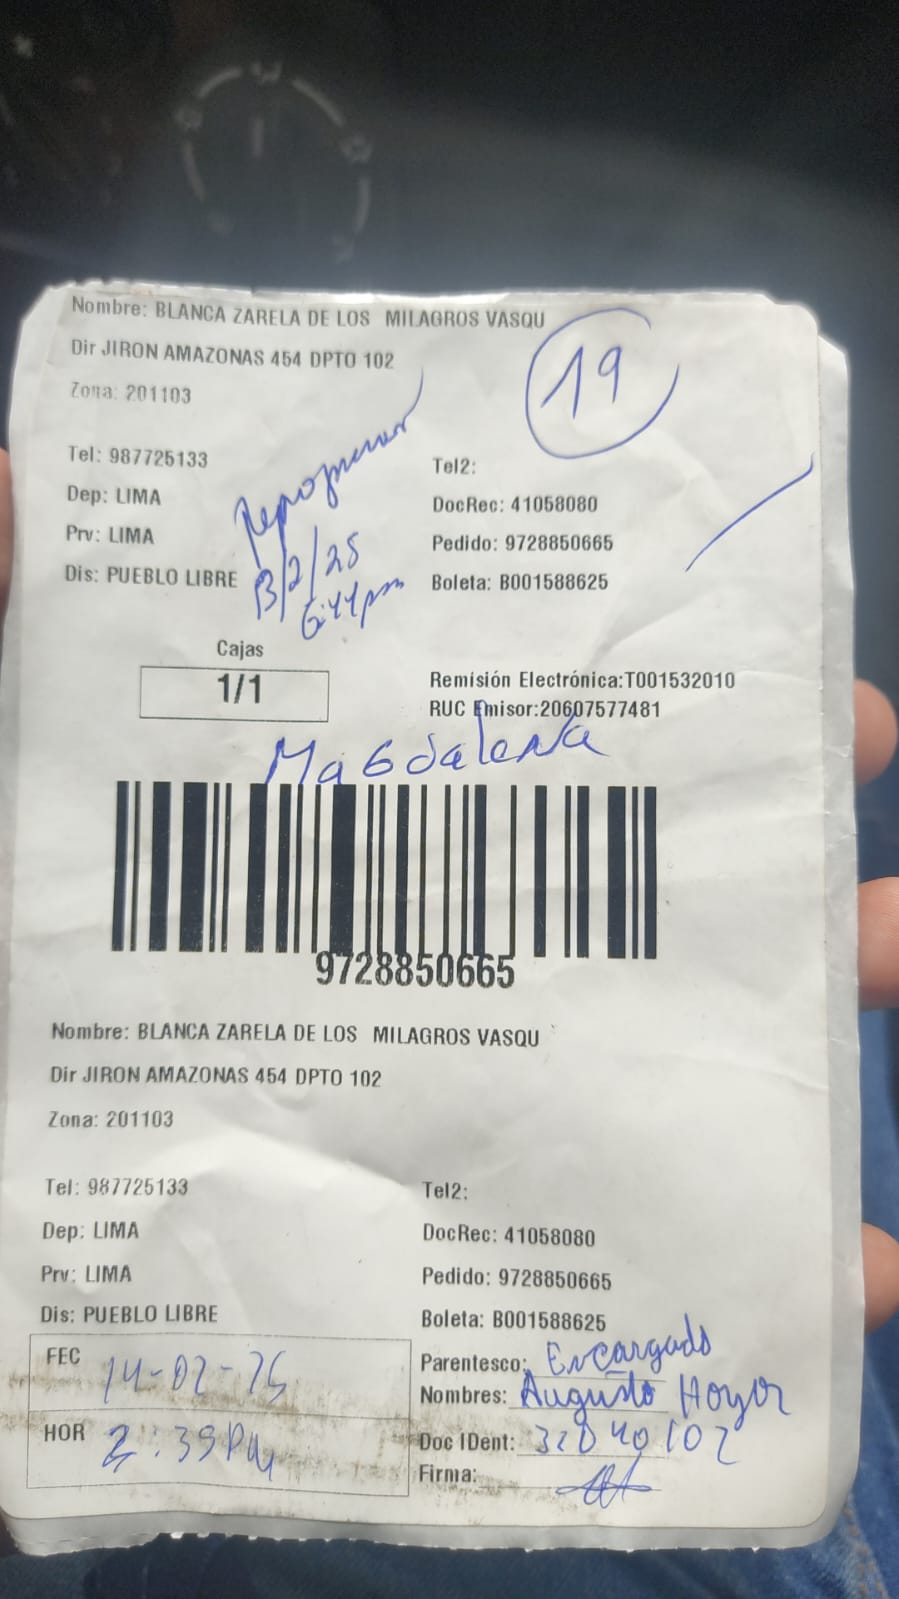 Nombre: BLANCA ZARELA DE LOS MILAGROS VASQU
Dir JIRON AMAZONAS 454 DPTO 102
19
Zona: 201103
Tel: 987725133
Tel2:
Dep: LIMA
DocRec: 41058080
Prv: LIMA
Pedido: 9728850665
Dis: PUEBLO LIBRE
13/2/25
Boleta: B001588625
6:44pm
Cajas
1/1
Remisión Electrónica:T001532010
RUC Emisor:20607577481
MaGdalena
9728850665
Nombre: BLANCA ZARELA DE LOS MILAGROS VASQU
Dir JIRON AMAZONAS 454 DPTO 102
Zona: 201103
Tel: 987725133
Tel2:
Dep: LIMA
DocRec: 41058080
Prv: LIMA
Pedido: 9728850665
Dis: PUEBLO LIBRE
Boleta: B001588625
FEC 14-02-25
Parentesco: Encargado
Nombres: Augusto
HOR 2:39PM
Doc IDent: 32040102
Firma: